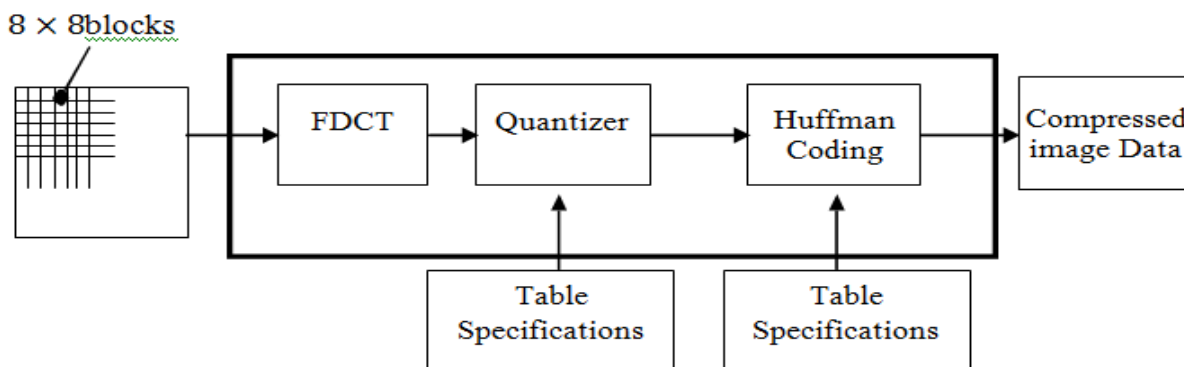 8 × 8blocks
FDCT
Quantizer
Huffman
Coding
Compressed
image Data
Table
Specifications
Table
Specifications